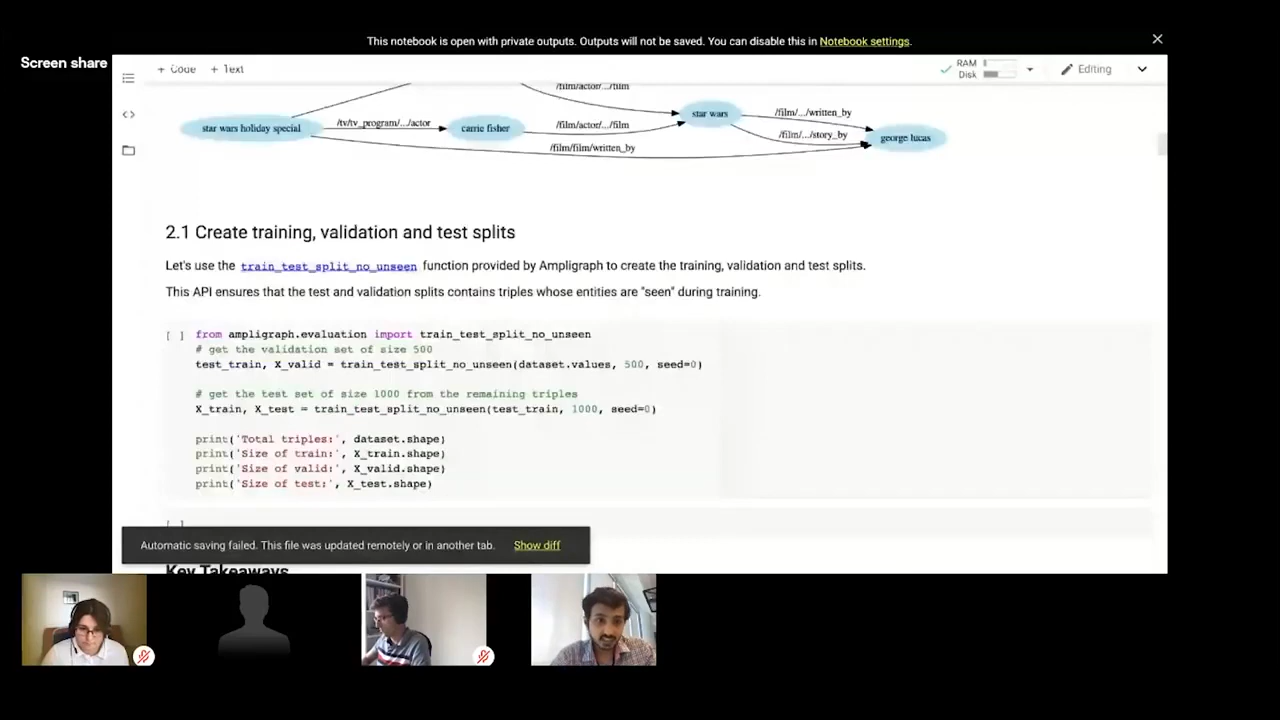 This notebook is open with private outputs. Outputs will not be saved. You can disable this in Notebook settings.
Screen share
+ Code + Text
RAM
Disk
Editing
/film/actor/.../film
star wars holiday special
/tv/tv_program/.../actor
carrie fisher
/film/actor/.../film
star wars
/film/.../written_by
/film/.../story_by
george lucas
/film/film/written_by
2.1 Create training, validation and test splits
Let's use the train_test_split_no_unseen function provided by Ampligraph to create the training, validation and test splits.
This API ensures that the test and validation splits contains triples whose entities are "seen" during training.
[ ] from ampligraph.evaluation import train_test_split_no_unseen
# get the validation set of size 500
test_train, X_valid = train_test_split_no_unseen(dataset.values, 500, seed=0)
# get the test set of size 1000 from the remaining triples
X_train, X_test = train_test_split_no_unseen(test_train, 1000, seed=0)
print('Total triples:', dataset.shape)
print('Size of train:', X_train.shape)
print('Size of valid:', X_valid.shape)
print('Size of test:', X_test.shape)
[ ]
Automatic saving failed. This file was updated remotely or in another tab. Show diff
Key Takeaways